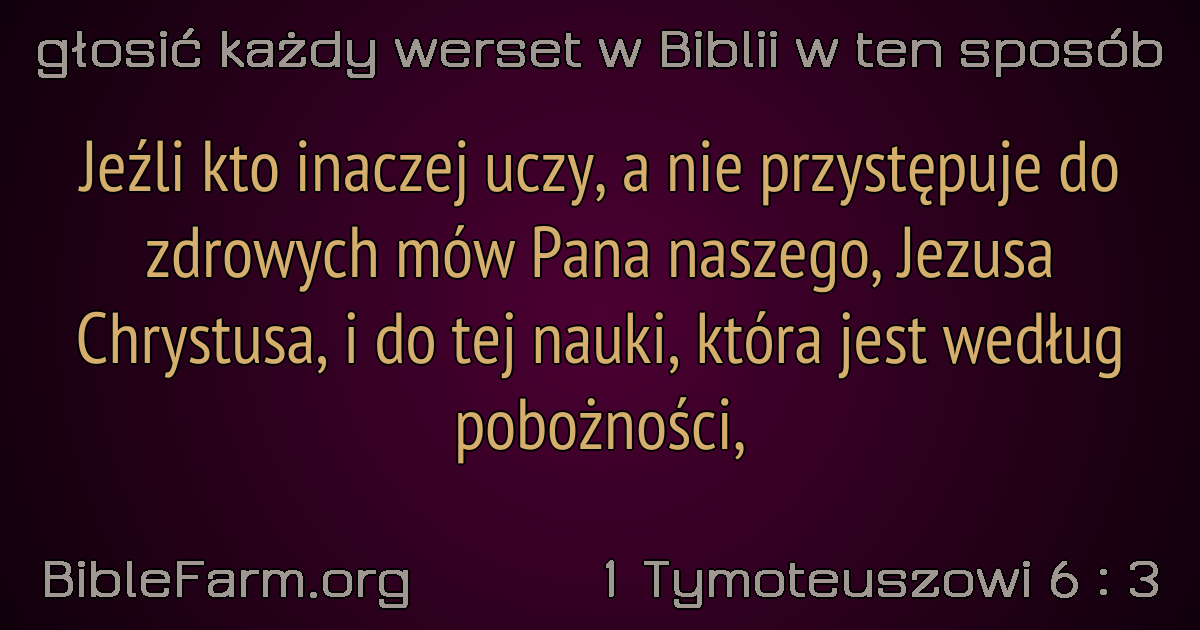 głosić każdy werset w Biblii w ten sposób
Jeźli kto inaczej uczy, a nie przystępuje do
zdrowych mów Pana naszego, Jezusa
Chrystusa, i do tej nauki, która jest według
pobożności,
BibleFarm.org
1 Tymoteuszowi 6 : 3